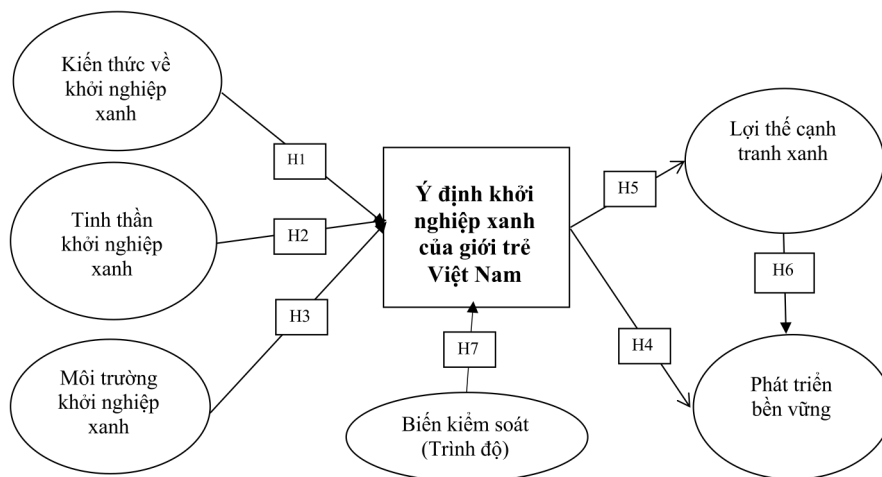 Kiến thức về
khởi nghiệp
xanh
H1
Tinh thần
khởi nghiệp
xanh
H2
Môi trường
khởi nghiệp
xanh
H3
Ý định khởi
nghiệp xanh
của giới trẻ
Việt Nam
H7
Biến kiểm soát
(Trình độ)
H5
H4
Lợi thế cạnh
tranh xanh
H6
Phát triển
bền vững